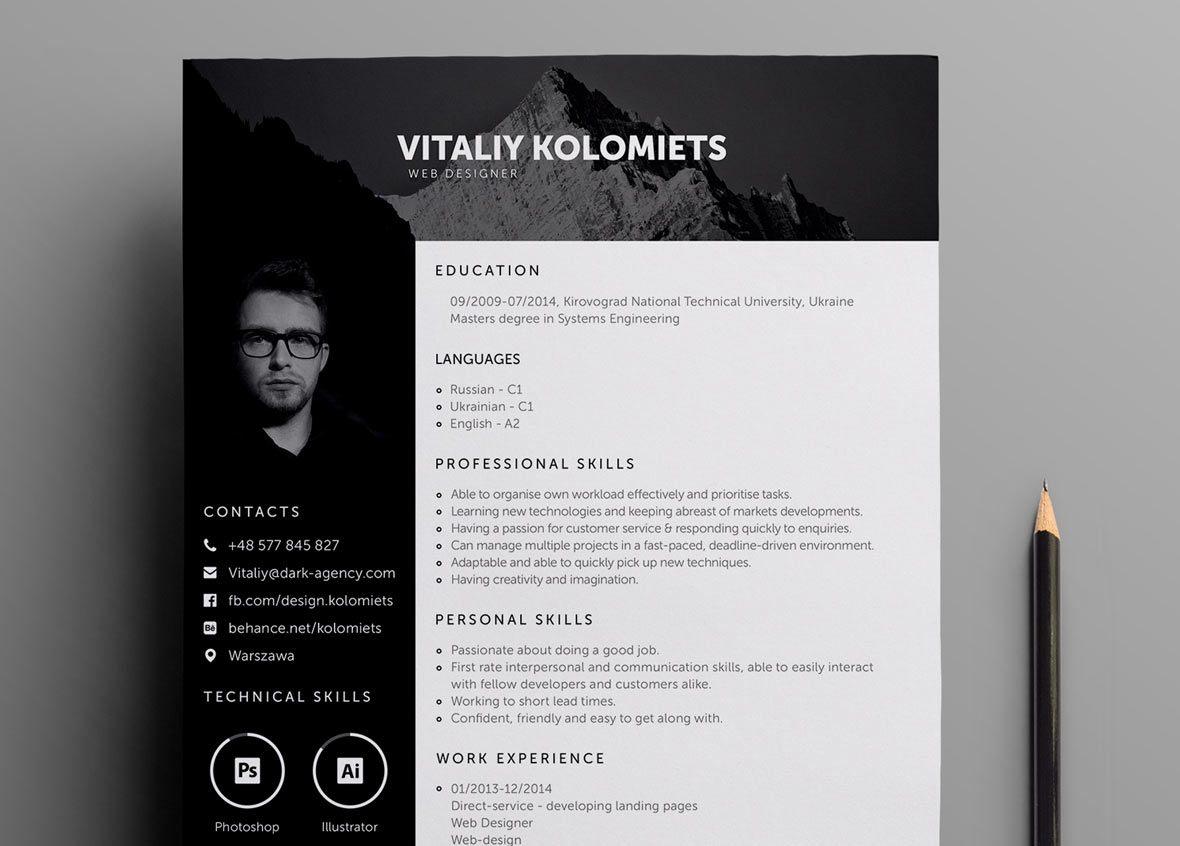 VITALIY KOLOMIETS
WEB DESIGNER
CONTACTS
+48 577 845 827
Vitaliy@dark-agency.com
fb.com/design.kolomiets
Bē
behance.net/kolomiets
Warszawa
TECHNICAL SKILLS
Ps
Ai
Photoshop
Illustrator
EDUCATION
09/2009-07/2014, Kirovograd National Technical University, Ukraine
Masters degree in Systems Engineering
LANGUAGES
Russian - C1
Ukrainian - C1
English - A2
PROFESSIONAL SKILLS
Able to organise own workload effectively and prioritise tasks.
Learning new technologies and keeping abreast of markets developments.
Having a passion for customer service & responding quickly to enquiries.
Can manage multiple projects in a fast-paced, deadline-driven environment.
Adaptable and able to quickly pick up new techniques.
Having creativity and imagination.
PERSONAL SKILLS
Passionate about doing a good job.
First rate interpersonal and communication skills, able to easily interact
with fellow developers and customers alike.
Working to short lead times.
Confident, friendly and easy to get along with.
WORK EXPERIENCE
01/2013-12/2014
Direct-service - developing landing pages
Web Designer
Web-design